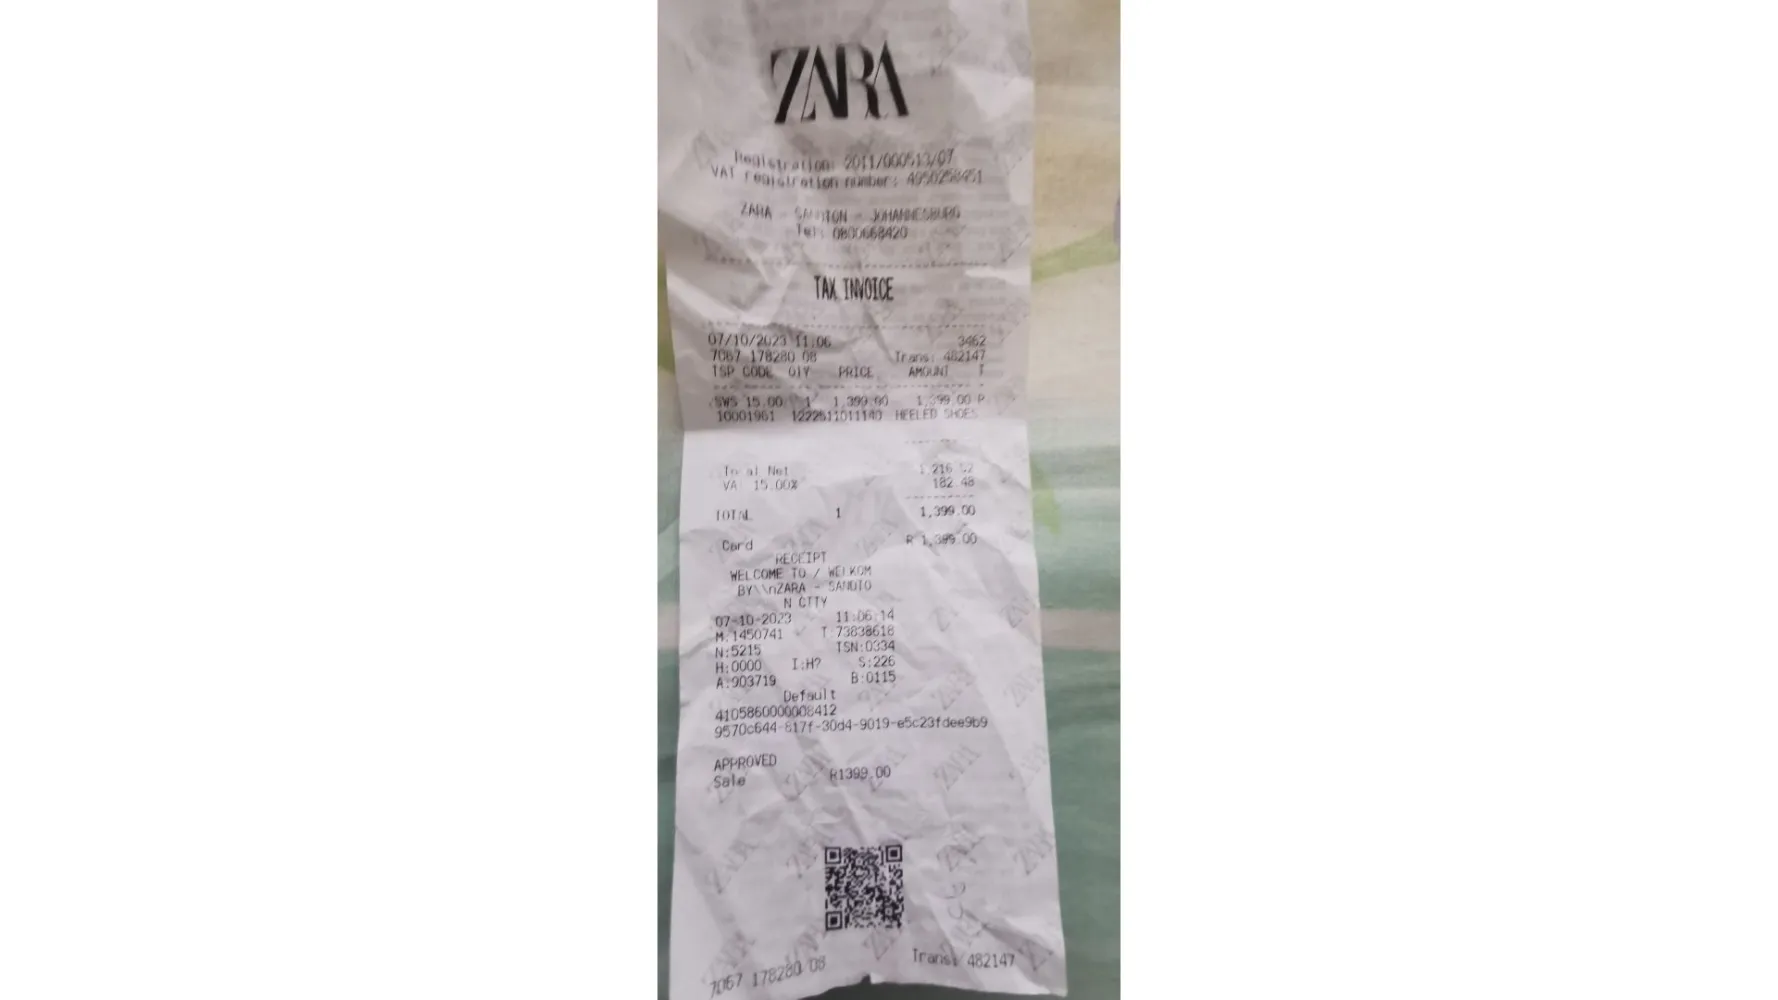 ZARA
Registration: 2011/000513/07
VAT registration number: 4950258451
ZARA - SANDTON - JOHANNESBURG
Tel: 0800668420
TAX INVOICE
07/10/2023 11:06 3462
7067 178280 08 Trans: 482147
TSP CODE QTY PRICE AMOUNT T
SWS 15.00 1 1,399.00 1,399.00 P
10001961 1222511011140 HEELED SHOES
Total Net 1,216.52
VA 15.00% 182.48
TOTAL 1 1,399.00
Card R 1,399.00
RECEIPT
WELCOME TO / WELKOM
BY\\nZARA - SANDTO
N CITY
07-10-2023 11:06:14
M:1450741 T:73838618
N:5215 TSN:0334
H:0000 I:H? S:226
A:903719 B:0115
Default
4105860000008412
9570c644-817f-30d4-9019-e5c23fdee9b9
APPROVED
Sale R1399.00
7067 178280 08 Trans: 482147